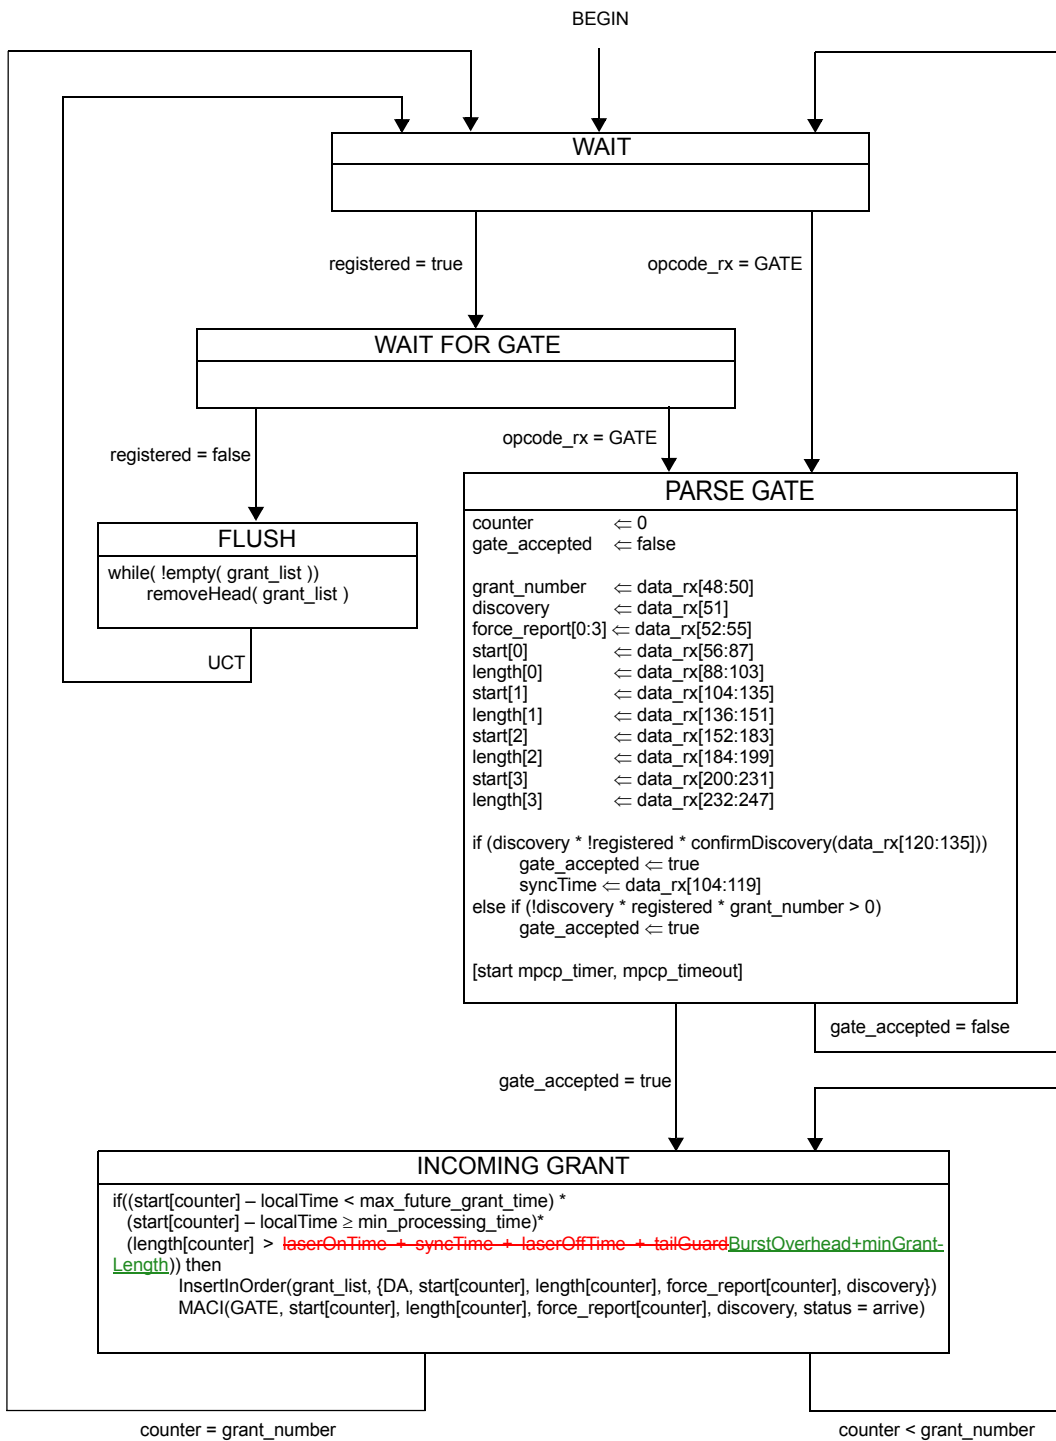 BEGIN
WAIT
registered = true
opcode_rx = GATE
WAIT FOR GATE
opcode_rx = GATE
registered = false
PARSE GATE
counter ⇐ 0
gate_accepted ⇐ false
grant_number ⇐ data_rx[48:50]
discovery ⇐ data_rx[51]
force_report[0:3] ⇐ data_rx[52:55]
start[0] ⇐ data_rx[56:87]
length[0] ⇐ data_rx[88:103]
start[1] ⇐ data_rx[104:135]
length[1] ⇐ data_rx[136:151]
start[2] ⇐ data_rx[152:183]
length[2] ⇐ data_rx[184:199]
start[3] ⇐ data_rx[200:231]
length[3] ⇐ data_rx[232:247]
if (discovery * !registered * confirmDiscovery(data_rx[120:135]))
gate_accepted ⇐ true
syncTime ⇐ data_rx[104:119]
else if (!discovery * registered * grant_number > 0)
gate_accepted ⇐ true
[start mpcp_timer, mpcp_timeout]
FLUSH
while( !empty( grant_list ))
removeHead( grant_list )
UCT
gate_accepted = false
gate_accepted = true
INCOMING GRANT
if((start[counter] – localTime < max_future_grant_time) *
(start[counter] – localTime ≥ min_processing_time)*
(length[counter] > laserOnTime + syncTime + laserOffTime + tailGuardBurstOverhead+minGrant-
Length)) then
InsertInOrder(grant_list, {DA, start[counter], length[counter], force_report[counter], discovery})
MACI(GATE, start[counter], length[counter], force_report[counter], discovery, status = arrive)
counter = grant_number
counter < grant_number